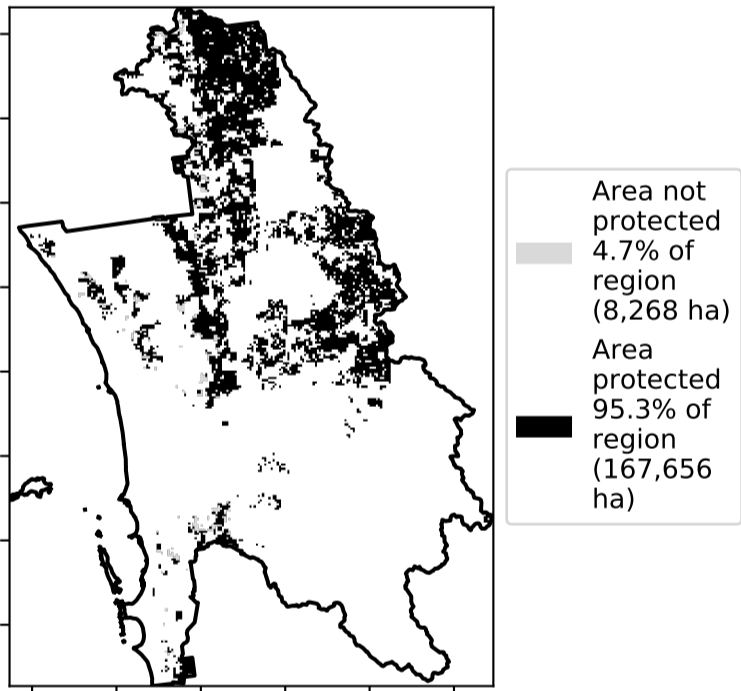 Area not
protected
4.7% of
region
(8,268 ha)
Area
protected
95.3% of
region
(167,656
ha)